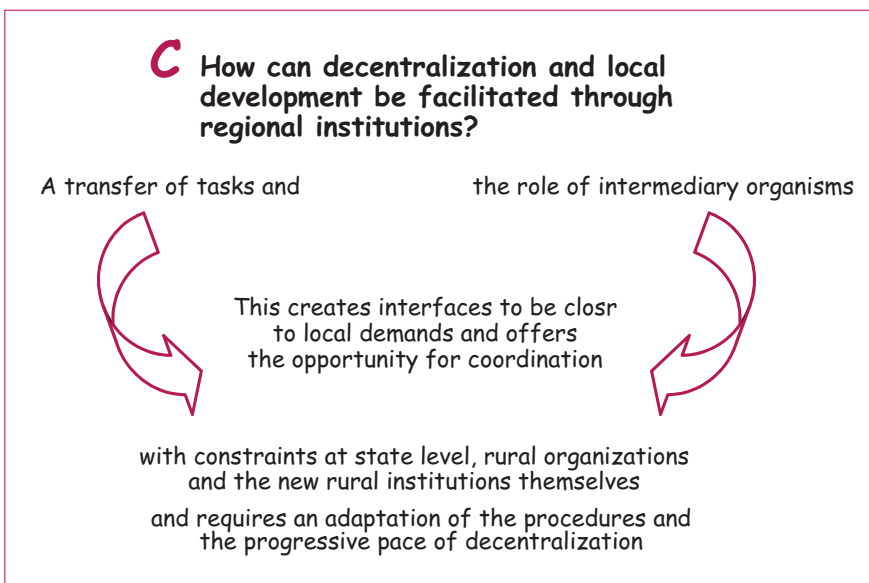 C How can decentralization and local
development be facilitated through
regional institutions?
A transfer of tasks and
the role of intermediary organisms
This creates interfaces to be closr
to local demands and offers
the opportunity for coordination
with constraints at state level, rural organizations
and the new rural institutions themselves
and requires an adaptation of the procedures and
the progressive pace of decentralization